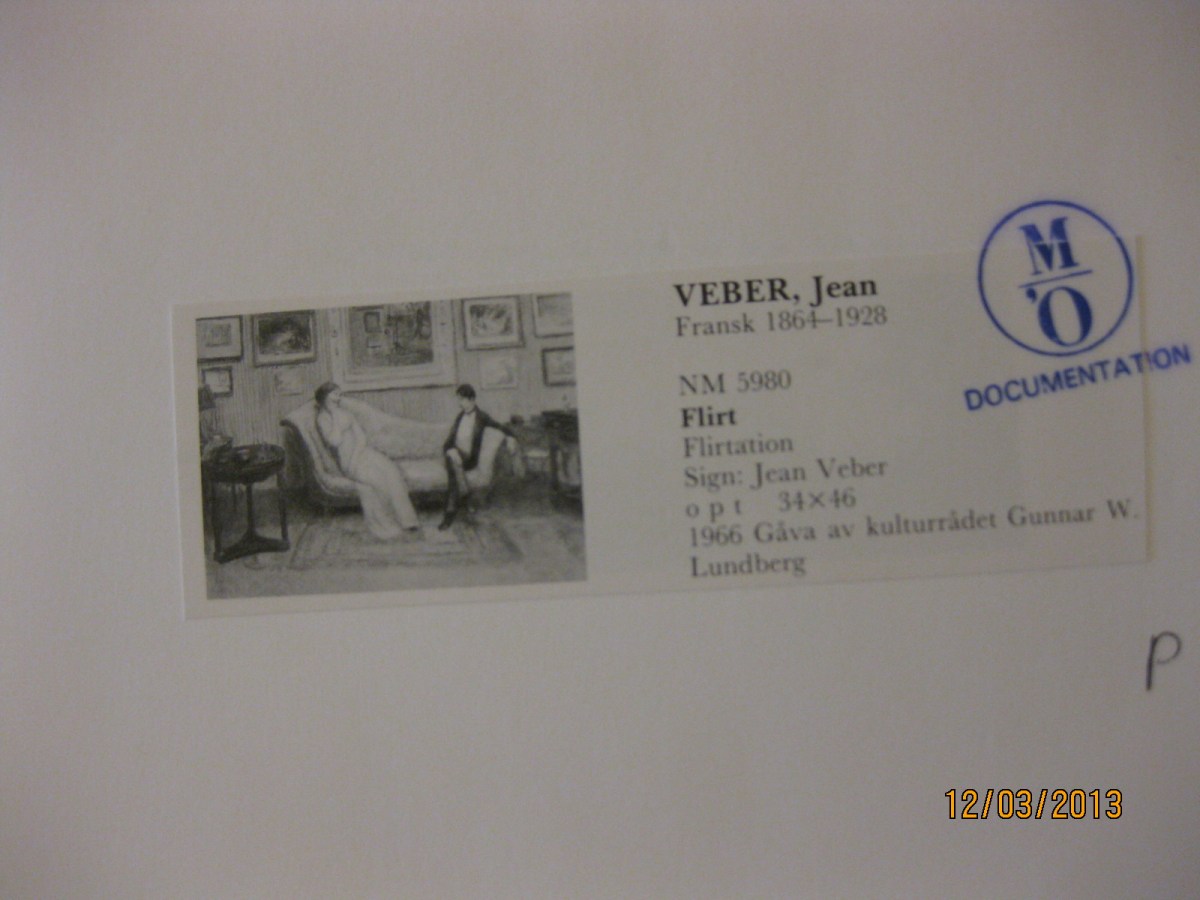 VEBER, Jean
Fransk 1864–1928
NM 5980
Flirt
Flirtation
Sign: Jean Veber
o p t 34×46
1966 Gåva av kulturrådet Gunnar W.
Lundberg
M
'O
DOCUMENTATION
P
12/03/2013